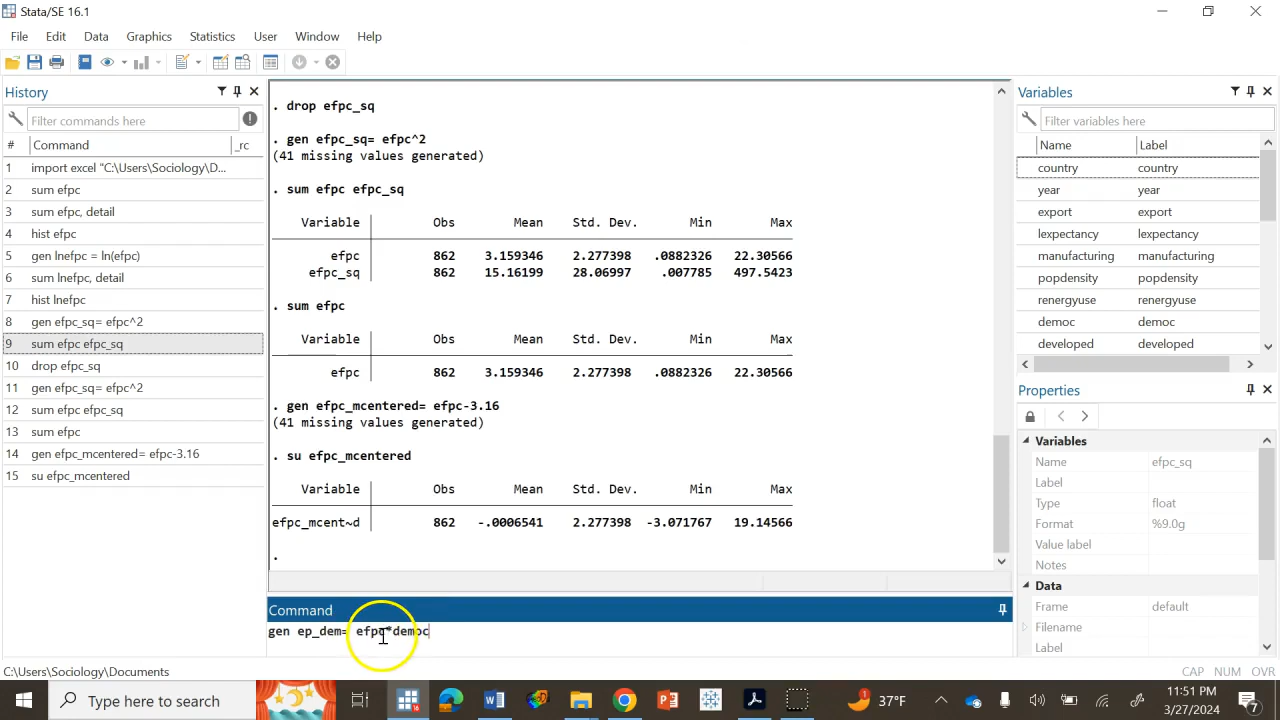 Stata/SE 16.1
File Edit Data Graphics Statistics User Window Help
History
Filter commands here
# Command _rc
1 import excel "C:\Users\Sociology\D...
2 sum efpc
3 sum efpc, detail
4 hist efpc
5 gen lnefpc = ln(efpc)
6 sum lnefpc, detail
7 hist lnefpc
8 gen efpc_sq= efpc^2
9 sum efpc efpc_sq
10 drop efpc_sq
11 gen efpc_sq= efpc^2
12 sum efpc efpc_sq
13 sum efpc
14 gen efpc_mcentered= efpc-3.16
15 su efpc_mcentered
. drop efpc_sq
. gen efpc_sq= efpc^2
(41 missing values generated)
. sum efpc efpc_sq
Variable Obs Mean Std. Dev. Min Max
efpc 862 3.159346 2.277398 .0882326 22.30566
efpc_sq 862 15.16199 28.06997 .007785 497.5423
. sum efpc
Variable Obs Mean Std. Dev. Min Max
efpc 862 3.159346 2.277398 .0882326 22.30566
. gen efpc_mcentered= efpc-3.16
(41 missing values generated)
. su efpc_mcentered
Variable Obs Mean Std. Dev. Min Max
efpc_mcent~d 862 -.0006541 2.277398 -3.071767 19.14566
.
Command
gen ep_dem= efpc*democ
Variables
Filter variables here
Name Label
country country
year year
export export
lexpectancy lexpectancy
manufacturing manufacturing
popdensity popdensity
renergyuse renergyuse
democ democ
developed developed
Properties
Variables
Name efpc_sq
Label
Type float
Format %9.0g
Value label
Notes
Data
Frame default
Filename
Label
C:\Users\Sociology\Documents
CAP NUM OVR
Type here to search
37°F
11:51 PM
3/27/2024
7